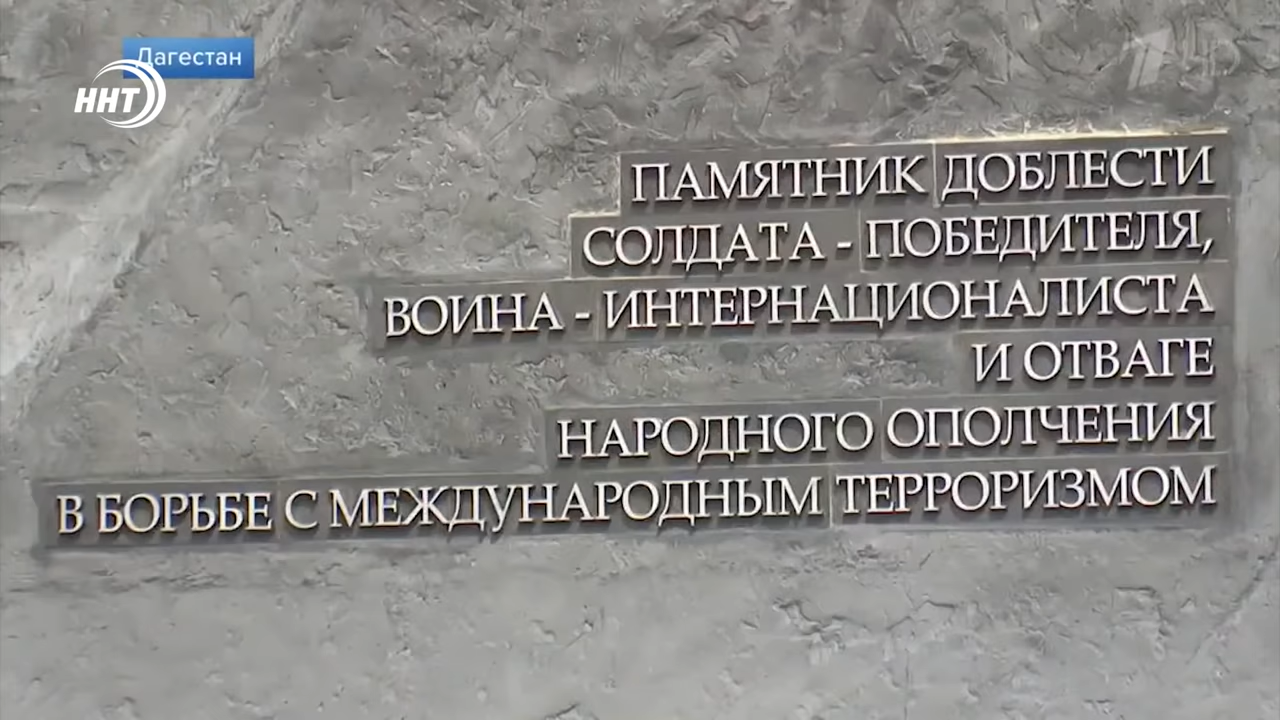 Дагестан
ННТ
ПАМЯТНИК ДОБЛЕСТИ
СОЛДАТА - ПОБЕДИТЕЛЯ,
ВОИНА - ИНТЕРНАЦИОНАЛИСТА
И ОТВАГЕ
НАРОДНОГО ОПОЛЧЕНИЯ
В БОРЬБЕ С МЕЖДУНАРОДНЫМ ТЕРРОРИЗМОМ